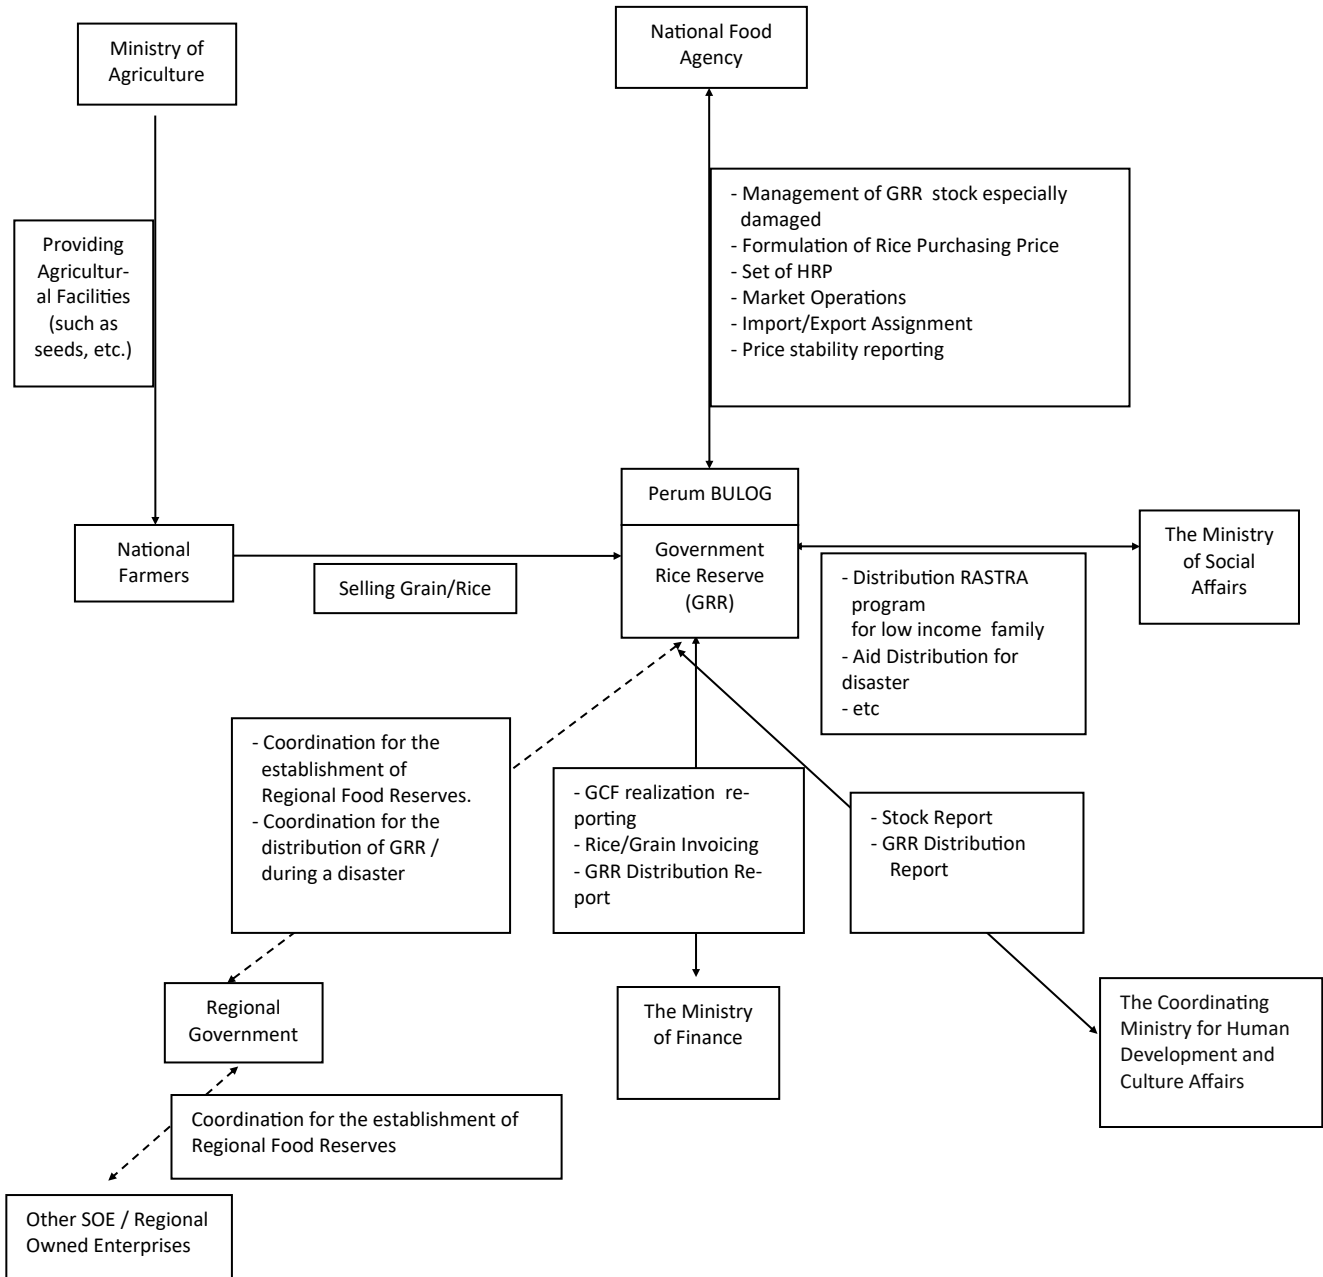 Ministry of
Agriculture
National Food
Agency
- Management of GRR  stock especially
damaged
- Formulation of Rice Purchasing Price
- Set of HRP
- Market Operations
- Import/Export Assignment
- Price stability reporting
Providing
Agricultur-
al Facilities
(such as
seeds, etc.)
Perum BULOG
Government
Rice Reserve
(GRR)
National
Farmers
Selling Grain/Rice
The Ministry
of Social
Affairs
- Distribution RASTRA
program
for low income  family
- Aid Distribution for
disaster
- etc
- Coordination for the
establishment of
Regional Food Reserves.
- Coordination for the
distribution of GRR /
during a disaster
- GCF realization  re-
porting
- Rice/Grain Invoicing
- GRR Distribution Re-
port
- Stock Report
- GRR Distribution
Report
Regional
Government
The Ministry
of Finance
The Coordinating
Ministry for Human
Development and
Culture Affairs
Coordination for the establishment of
Regional Food Reserves
Other SOE / Regional
Owned Enterprises